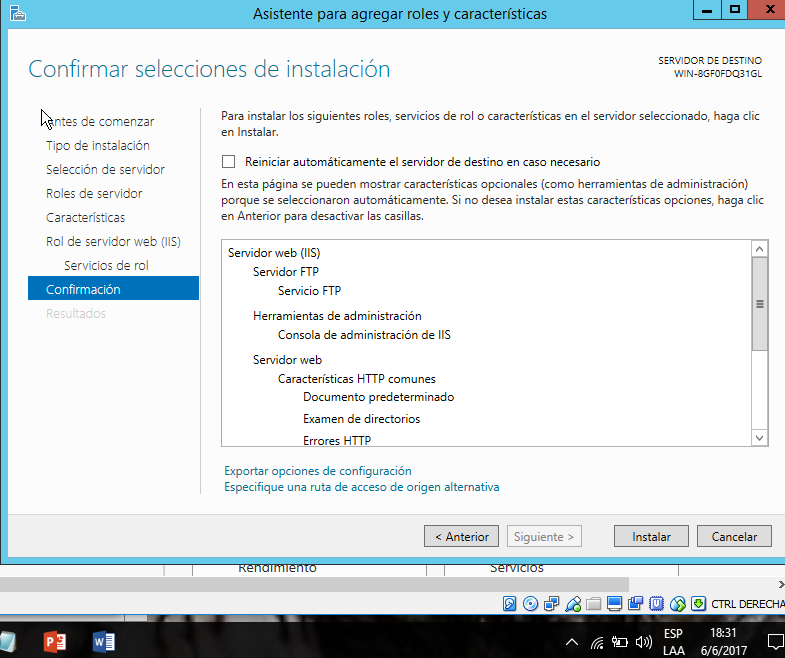 Asistente para agregar roles y características
Confirmar selecciones de instalación
SERVIDOR DE DESTINO
WIN-8GF0FDQ31GL
Antes de comenzar
Tipo de instalación
Selección de servidor
Roles de servidor
Características
Rol de servidor web (IIS)
Servicios de rol
Confirmación
Resultados
Para instalar los siguientes roles, servicios de rol o características en el servidor seleccionado, haga clic
en Instalar.
Reiniciar automáticamente el servidor de destino en caso necesario
En esta página se pueden mostrar características opcionales (como herramientas de administración)
porque se seleccionaron automáticamente. Si no desea instalar estas características opciones, haga clic
en Anterior para desactivar las casillas.
Servidor web (IIS)
Servidor FTP
Servicio FTP
Herramientas de administración
Consola de administración de IIS
Servidor web
Características HTTP comunes
Documento predeterminado
Examen de directorios
Errores HTTP
Exportar opciones de configuración
Especifique una ruta de acceso de origen alternativa
< Anterior
Siguiente >
Instalar
Cancelar
Rendimiento
Servicios
CTRL DERECHA
ESP
LAA
18:31
6/6/2017